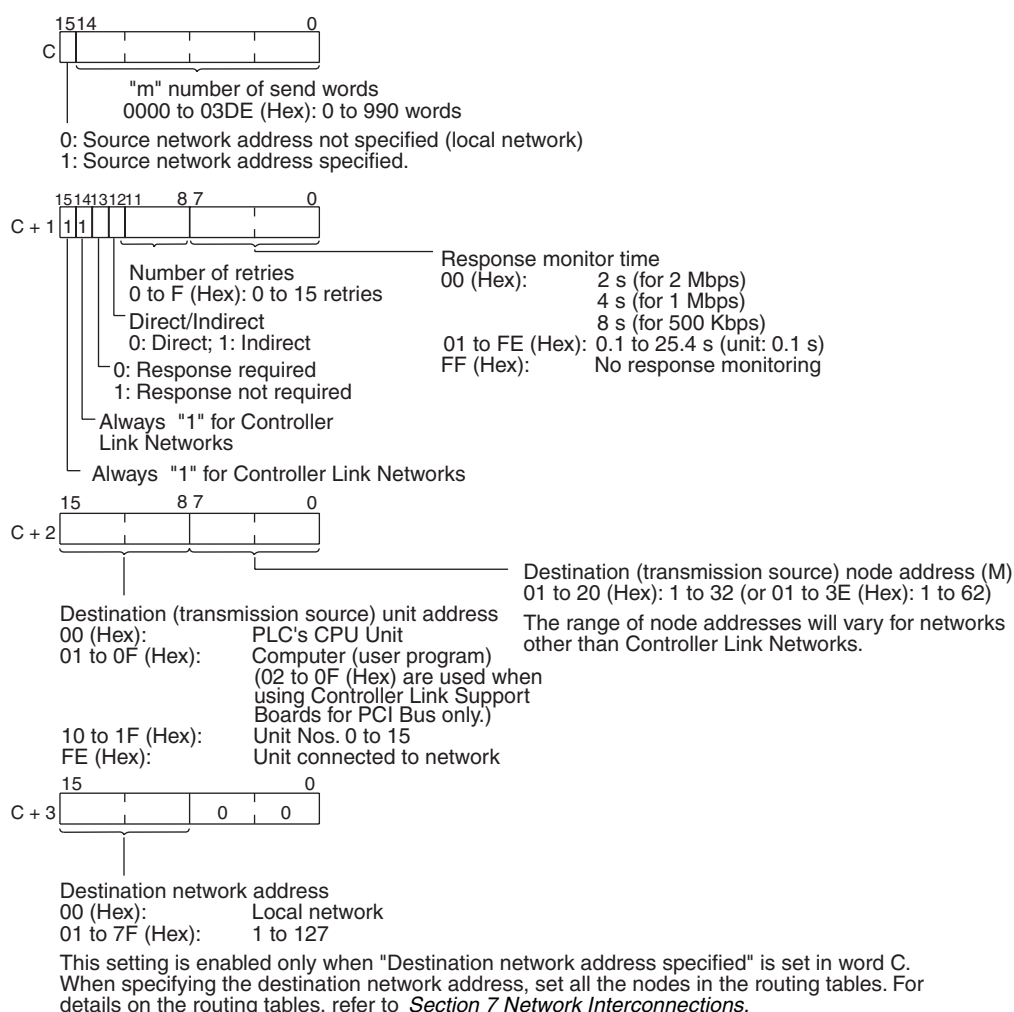 15 14 0
C
"m" number of send words
0000 to 03DE (Hex): 0 to 990 words
0: Source network address not specified (local network)
1: Source network address specified.
15 14 13 12 11 8 7 0
C + 1 1 1
Number of retries
0 to F (Hex): 0 to 15 retries
Direct/Indirect
0: Direct; 1: Indirect
0: Response required
1: Response not required
Always "1" for Controller
Link Networks
Always "1" for Controller Link Networks
Response monitor time
00 (Hex): 2 s (for 2 Mbps)
4 s (for 1 Mbps)
8 s (for 500 Kbps)
01 to FE (Hex): 0.1 to 25.4 s (unit: 0.1 s)
FF (Hex): No response monitoring
15 8 7 0
C + 2
Destination (transmission source) node address (M)
01 to 20 (Hex): 1 to 32 (or 01 to 3E (Hex): 1 to 62)
The range of node addresses will vary for networks
other than Controller Link Networks.
Destination (transmission source) unit address
00 (Hex): PLC's CPU Unit
01 to 0F (Hex): Computer (user program)
(02 to 0F (Hex) are used when
using Controller Link Support
Boards for PCI Bus only.)
10 to 1F (Hex): Unit Nos. 0 to 15
FE (Hex): Unit connected to network
15 0
C + 3 0 0
Destination network address
00 (Hex): Local network
01 to 7F (Hex): 1 to 127
This setting is enabled only when "Destination network address specified" is set in word C.
When specifying the destination network address, set all the nodes in the routing tables. For
details on the routing tables, refer to Section 7 Network Interconnections.